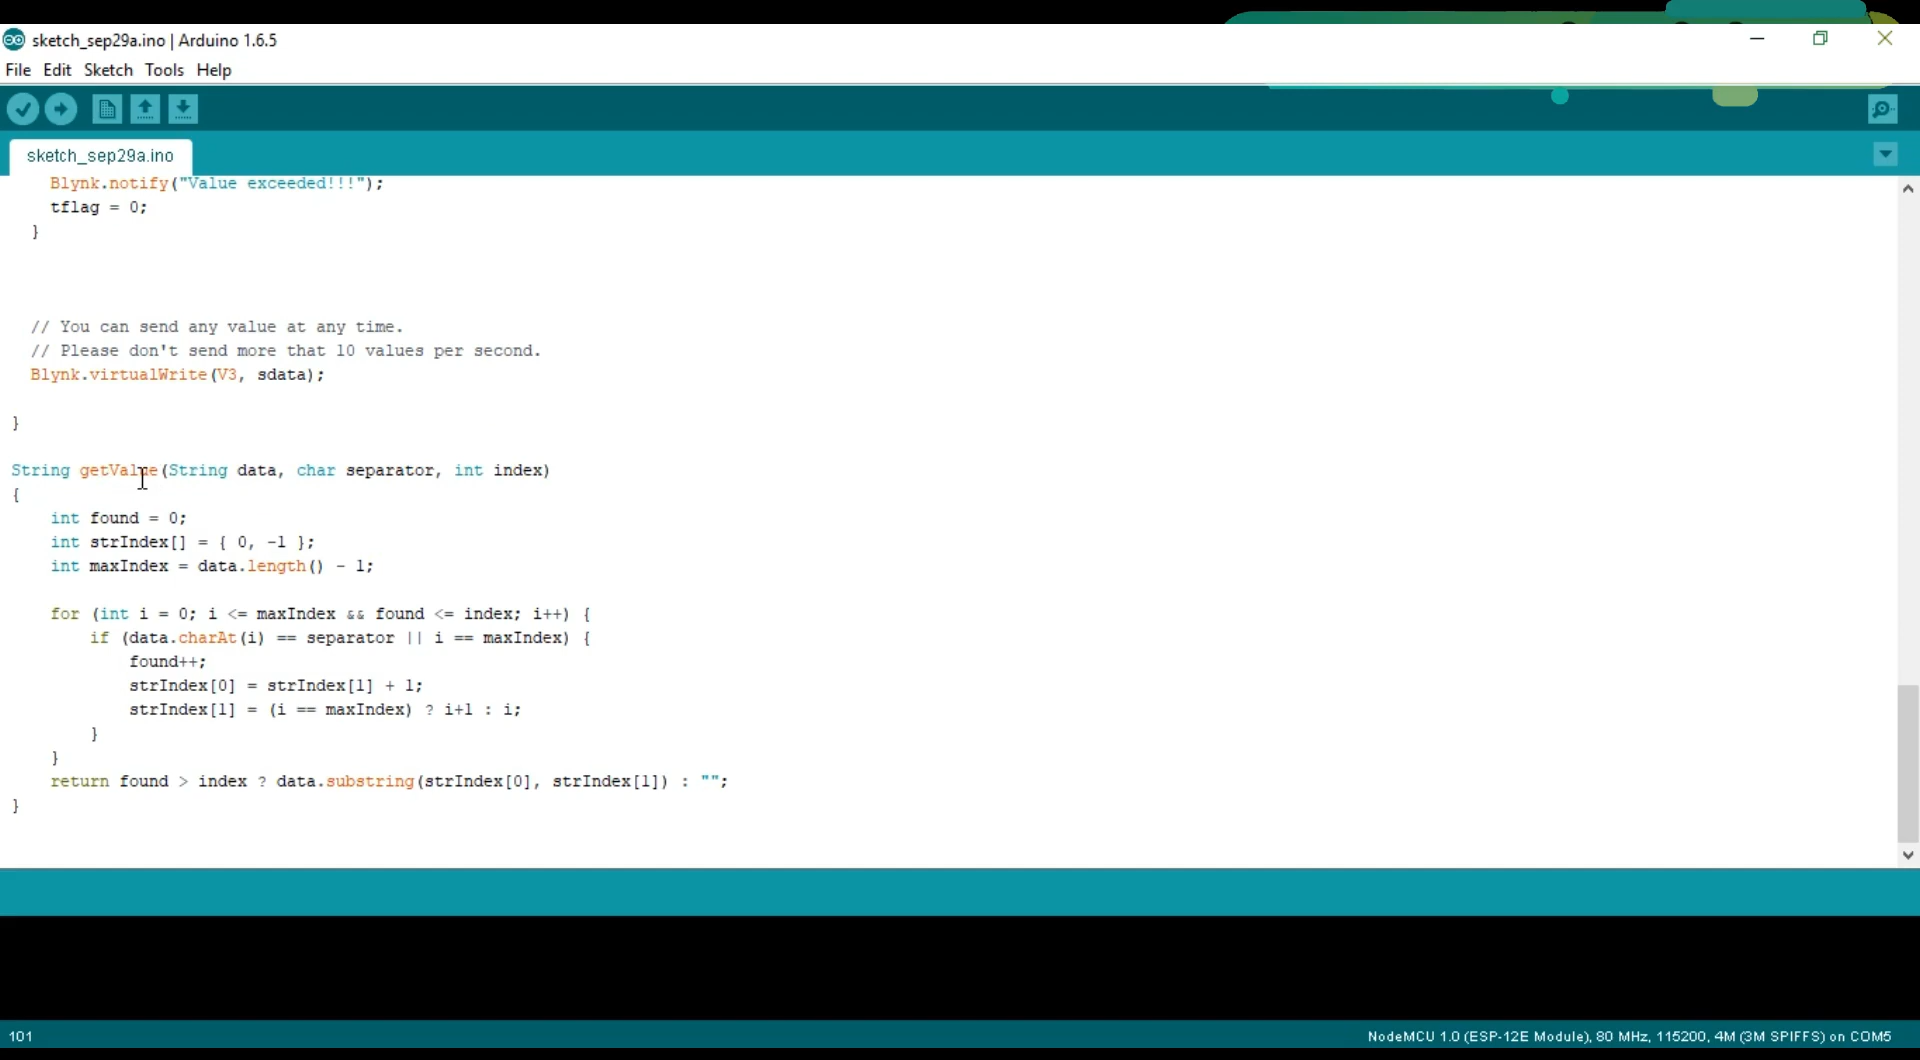 sketch_sep29a.ino | Arduino 1.6.5
File Edit Sketch Tools Help
sketch_sep29a.ino
Blynk.notify("Value exceeded!!!");
tflag = 0;
}
// You can send any value at any time.
// Please don't send more that 10 values per second.
Blynk.virtualWrite(V3, sdata);
}
String getValue(String data, char separator, int index)
{
int found = 0;
int strIndex[] = { 0, -1 };
int maxIndex = data.length() - 1;
for (int i = 0; i <= maxIndex && found <= index; i++) {
if (data.charAt(i) == separator || i == maxIndex) {
found++;
strIndex[0] = strIndex[1] + 1;
strIndex[1] = (i == maxIndex) ? i+1 : i;
}
}
return found > index ? data.substring(strIndex[0], strIndex[1]) : "";
}
101
NodeMCU 1.0 (ESP-12E Module), 80 MHz, 115200, 4M (3M SPIFFS) on COM5